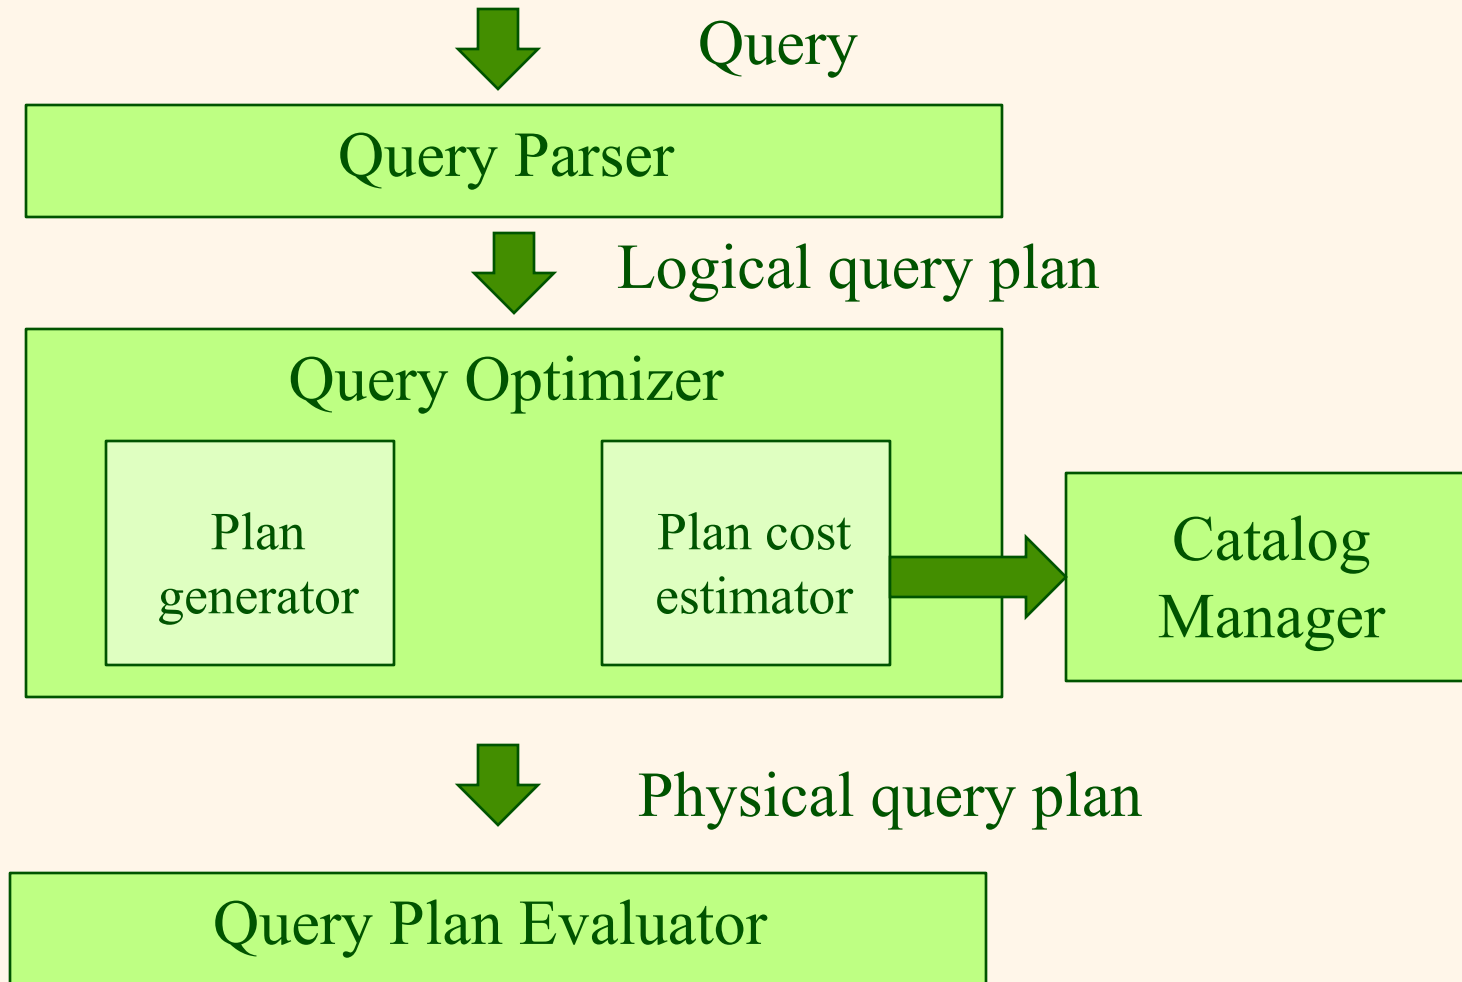 Query
Query Parser
Logical query plan
Query Optimizer
Plan
generator
Plan cost
estimator
Catalog
Manager
Physical query plan
Query Plan Evaluator